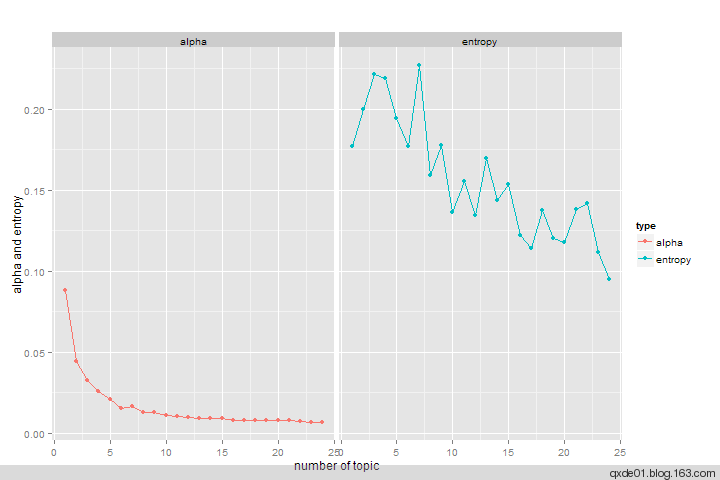 alpha
entropy
0.20
0.15
0.10
0.05
0.00
alpha and entropy
0 5 10 15 20 25
0 5 10 15 20 25
number of topic
type
alpha
entropy
qxde01.blog.163.com